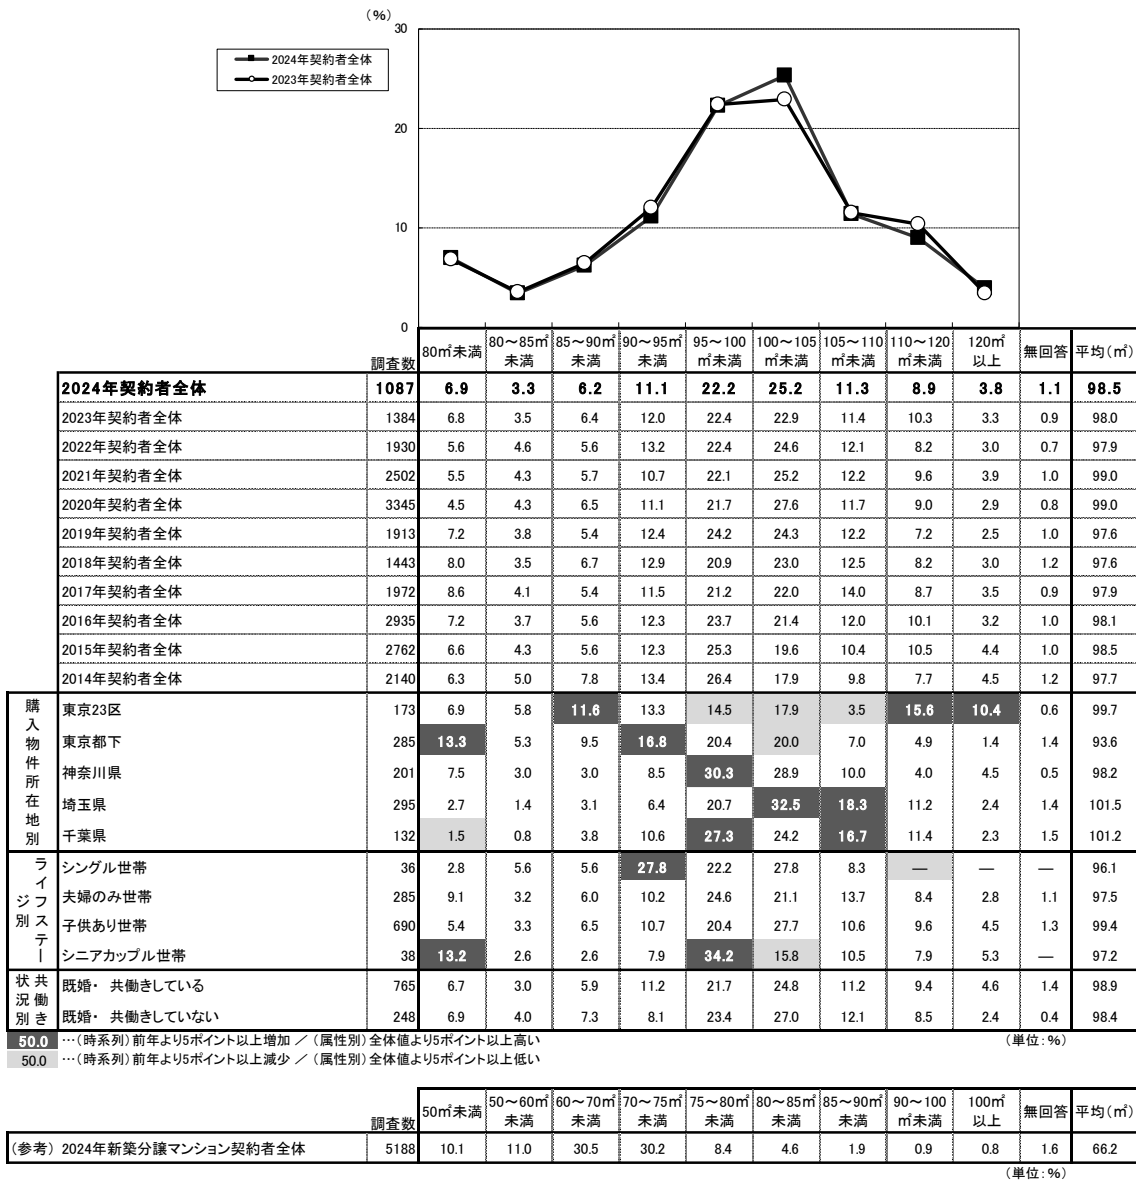 （％）
30
2024年契約者全体
2023年契約者全体
20
10
0
調査数 80㎡未満 80～85㎡未満 85～90㎡未満 90～95㎡未満 95～100㎡未満 100～105㎡未満 105～110㎡未満 110～120㎡未満 120㎡以上 無回答 平均（㎡）
2024年契約者全体 1087 6.9 3.3 6.2 11.1 22.2 25.2 11.3 8.9 3.8 1.1 98.5
2023年契約者全体 1384 6.8 3.5 6.4 12.0 22.4 22.9 11.4 10.3 3.3 0.9 98.0
2022年契約者全体 1930 5.6 4.6 5.6 13.2 22.4 24.6 12.1 8.2 3.0 0.7 97.9
2021年契約者全体 2502 5.5 4.3 5.7 10.7 22.1 25.2 12.2 9.6 3.9 1.0 99.0
2020年契約者全体 3345 4.5 4.3 6.5 11.1 21.7 27.6 11.7 9.0 2.9 0.8 99.0
2019年契約者全体 1913 7.2 3.8 5.4 12.4 24.2 24.3 12.2 7.2 2.5 1.0 97.6
2018年契約者全体 1443 8.0 3.5 6.7 12.9 20.9 23.0 12.5 8.2 3.0 1.2 97.6
2017年契約者全体 1972 8.6 4.1 5.4 11.5 21.2 22.0 14.0 8.7 3.5 0.9 97.9
2016年契約者全体 2935 7.2 3.7 5.6 12.3 23.7 21.4 12.0 10.1 3.2 1.0 98.1
2015年契約者全体 2762 6.6 4.3 5.6 12.3 25.3 19.6 10.4 10.5 4.4 1.0 98.5
2014年契約者全体 2140 6.3 5.0 7.8 13.4 26.4 17.9 9.8 7.7 4.5 1.2 97.7
購入物件所在地別
東京23区 173 6.9 5.8 11.6 13.3 14.5 17.9 3.5 15.6 10.4 0.6 99.7
東京都下 285 13.3 5.3 9.5 16.8 20.4 20.0 7.0 4.9 1.4 1.4 93.6
神奈川県 201 7.5 3.0 3.0 8.5 30.3 28.9 10.0 4.0 4.5 0.5 98.2
埼玉県 295 2.7 1.4 3.1 6.4 20.7 32.5 18.3 11.2 2.4 1.4 101.5
千葉県 132 1.5 0.8 3.8 10.6 27.3 24.2 16.7 11.4 2.3 1.5 101.2
ライフステージ別
シングル世帯 36 2.8 5.6 5.6 27.8 22.2 27.8 8.3 — — — 96.1
夫婦のみ世帯 285 9.1 3.2 6.0 10.2 24.6 21.1 13.7 8.4 2.8 1.1 97.5
子供あり世帯 690 5.4 3.3 6.5 10.7 20.4 27.7 10.6 9.6 4.5 1.3 99.4
シニアカップル世帯 38 13.2 2.6 2.6 7.9 34.2 15.8 10.5 7.9 5.3 — 97.2
共働き状況別
既婚・ 共働きしている 765 6.7 3.0 5.9 11.2 21.7 24.8 11.2 9.4 4.6 1.4 98.9
既婚・ 共働きしていない 248 6.9 4.0 7.3 8.1 23.4 27.0 12.1 8.5 2.4 0.4 98.4
50.0 …（時系列）前年より5ポイント以上増加 ／（属性別）全体値より5ポイント以上高い （単位：％）
50.0 …（時系列）前年より5ポイント以上減少 ／（属性別）全体値より5ポイント以上低い
調査数 50㎡未満 50～60㎡未満 60～70㎡未満 70～75㎡未満 75～80㎡未満 80～85㎡未満 85～90㎡未満 90～100㎡未満 100㎡以上 無回答 平均（㎡）
（参考）2024年新築分譲マンション契約者全体 5188 10.1 11.0 30.5 30.2 8.4 4.6 1.9 0.9 0.8 1.6 66.2
（単位：％）